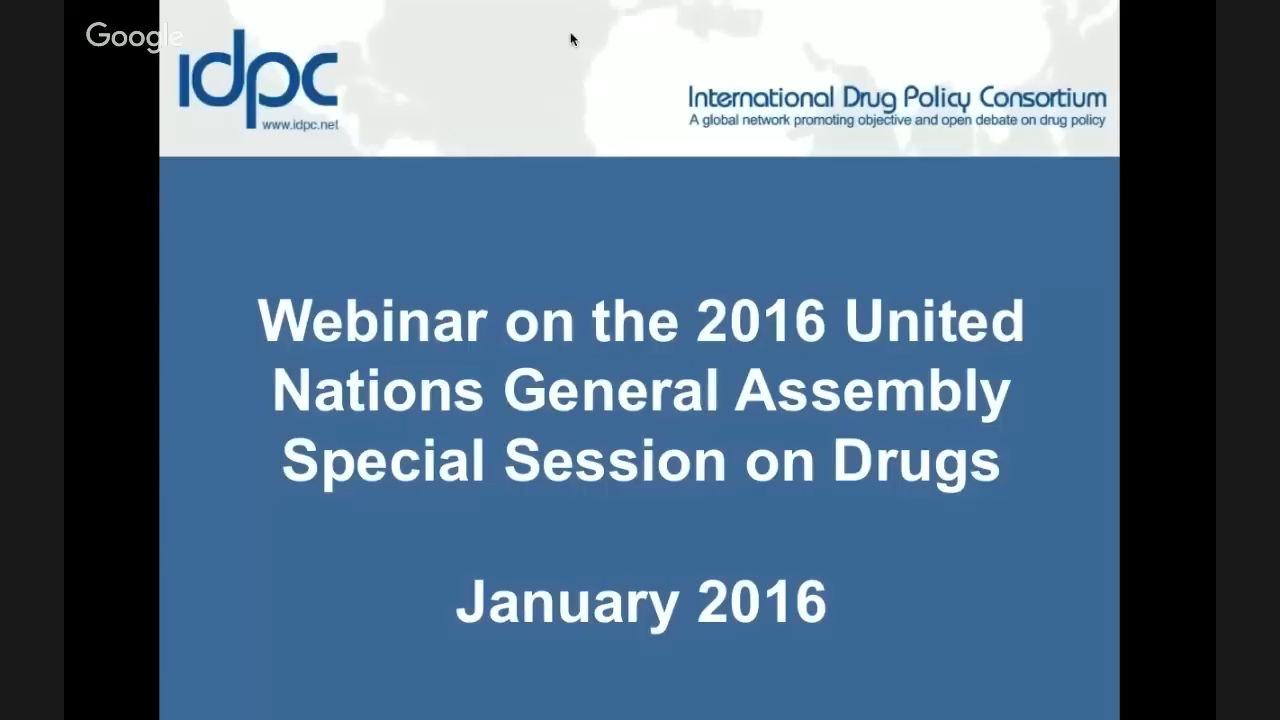 Google
idpc
www.idpc.net
International Drug Policy Consortium
A global network promoting objective and open debate on drug policy
Webinar on the 2016 United
Nations General Assembly
Special Session on Drugs
January 2016